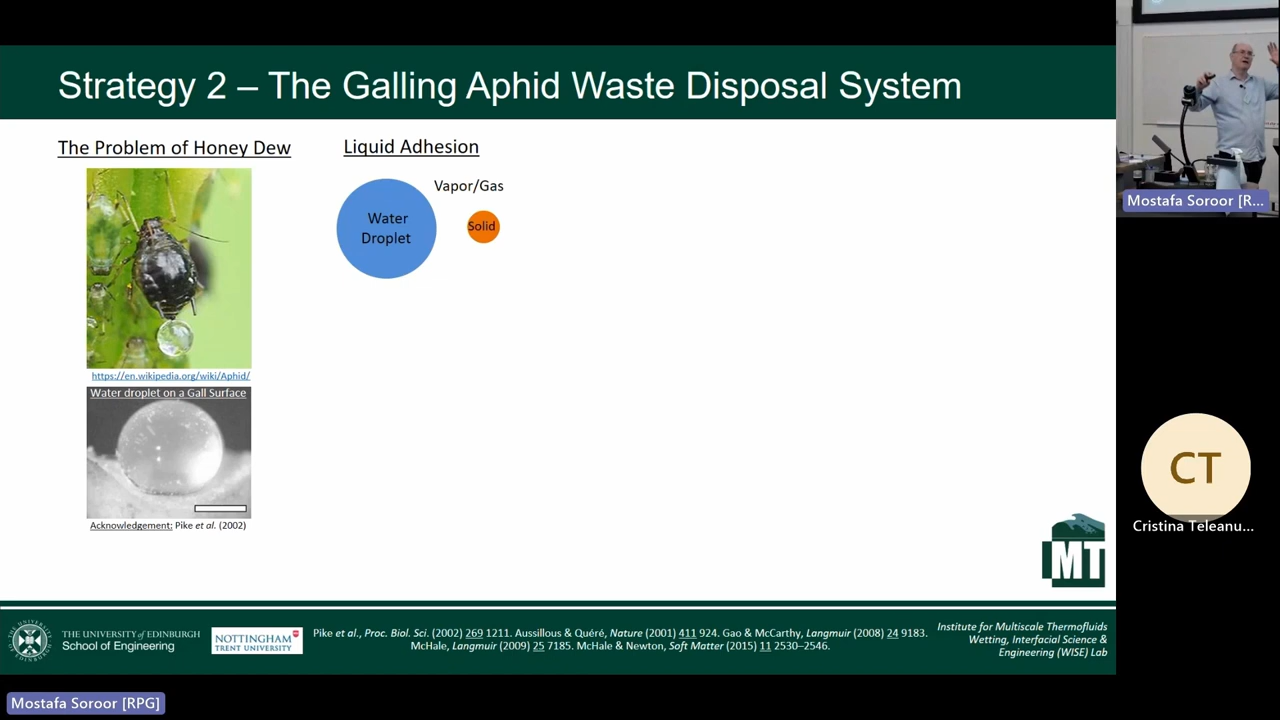 Strategy 2 – The Galling Aphid Waste Disposal System
The Problem of Honey Dew
Liquid Adhesion
Vapor/Gas
Water
Droplet
Solid
https://en.wikipedia.org/wiki/Aphid/
Water droplet on a Gall Surface
Acknowledgement: Pike et al. (2002)
MT
THE UNIVERSITY of EDINBURGH
School of Engineering
NOTTINGHAM
TRENT UNIVERSITY
Pike et al., Proc. Biol. Sci. (2002) 269 1211. Aussillous & Quéré, Nature (2001) 411 924. Gao & McCarthy, Langmuir (2008) 24 9183.
McHale, Langmuir (2009) 25 7185. McHale & Newton, Soft Matter (2015) 11 2530–2546.
Institute for Multiscale Thermofluids
Wetting, Interfacial Science &
Engineering (WISE) Lab
Mostafa Soroor [R...
CT
Cristina Teleanu...
Mostafa Soroor [RPG]